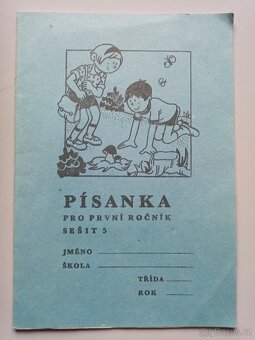 PÍSANKA
PRO PRVNÍ ROČNÍK
SEŠIT 5
JMÉNO
ŠKOLA
TŘÍDA
ROK